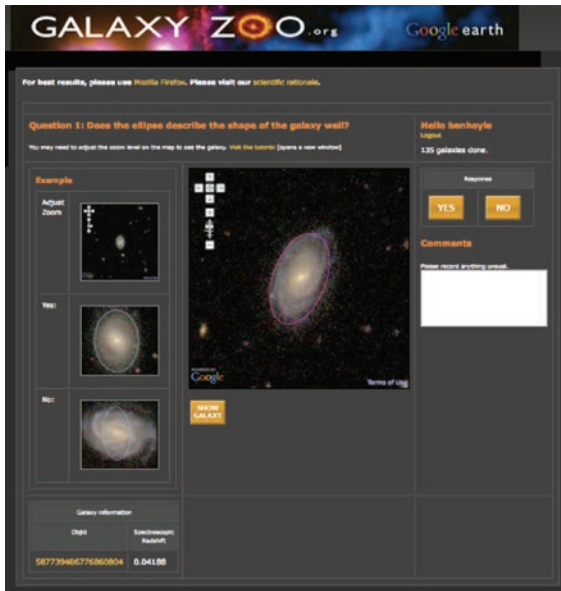 GALAXY ZOO.org
Google earth
For best results, please use Mozilla Firefox. Please visit our scientific rationale.
Question 1: Does the ellipse describe the shape of the galaxy well?
You may need to adjust the zoom level on the map to see the galaxy. Visit the tutorial [opens a new window]
Hello benhoyle
Logout
135 galaxies done.
Example
Adjust
Zoom
Yes:
No:
POWERED BY
Google
Terms of Use
SHOW
GALAXY
Response
YES
NO
Comments
Please record anything unusual.
Galaxy information
ObjId
Spectroscopic
Redshift
587739406776860804
0.04188